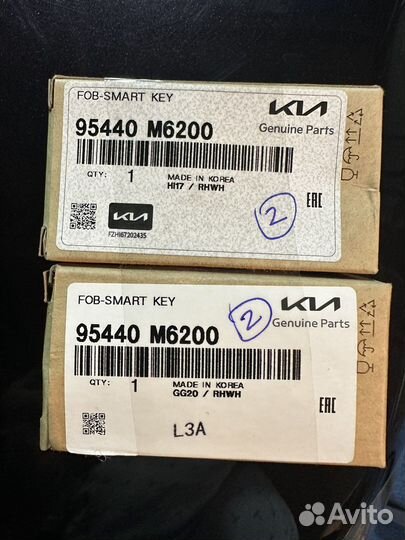 FOB-SMART KEY
KIA
95440 M6200
Genuine Parts
QTY: 1
MADE IN KOREA
HI17 / RHWH
2
EAC
KIA
FZHI67202435
FOB-SMART KEY
2
KIA
95440 M6200
Genuine Parts
QTY: 1
MADE IN KOREA
GG20 / RHWH
EAC
L3A
Avito